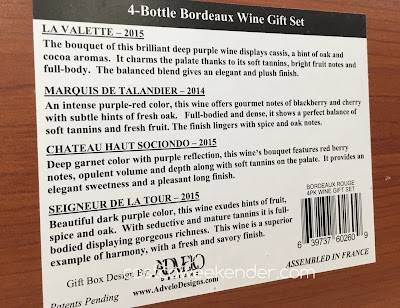 4-Bottle Bordeaux Wine Gift Set
LA VALETTE – 2015
The bouquet of this brilliant deep purple wine displays cassis, a hint of oak and
cocoa aromas. It charms the palate thanks to its soft tannins, bright fruit notes and
full-body. The balanced blend gives an elegant and plush finish.
MARQUIS DE TALANDIER – 2014
An intense purple-red color, this wine offers gourmet notes of blackberry and cherry
with subtle hints of fresh oak. Full-bodied and dense, it shows a perfect balance of
soft tannins and fresh fruit. The finish lingers with spice and oak notes.
CHATEAU HAUT SOCIONDO – 2015
Deep garnet color with purple reflection, this wine's bouquet features red berry
notes, opulent volume and depth along with soft tannins on the palate. It provides an
elegant sweetness and a pleasant long finish.
SEIGNEUR DE LA TOUR – 2015
Beautiful dark purple color, this wine exudes hints of fruit,
spice and oak. With seductive and mature tannins it is full-
bodied displaying gorgeous richness. This wine is a superior
example of harmony, with a fresh and savory finish.
BORDEAUX ROUGE
4PK WINE GIFT SET
6 39737 60260 9
Gift Box Design By
ADVELO
DESIGNS
www.AdveloDesigns.com
Patents Pending
ASSEMBLED IN FRANCE